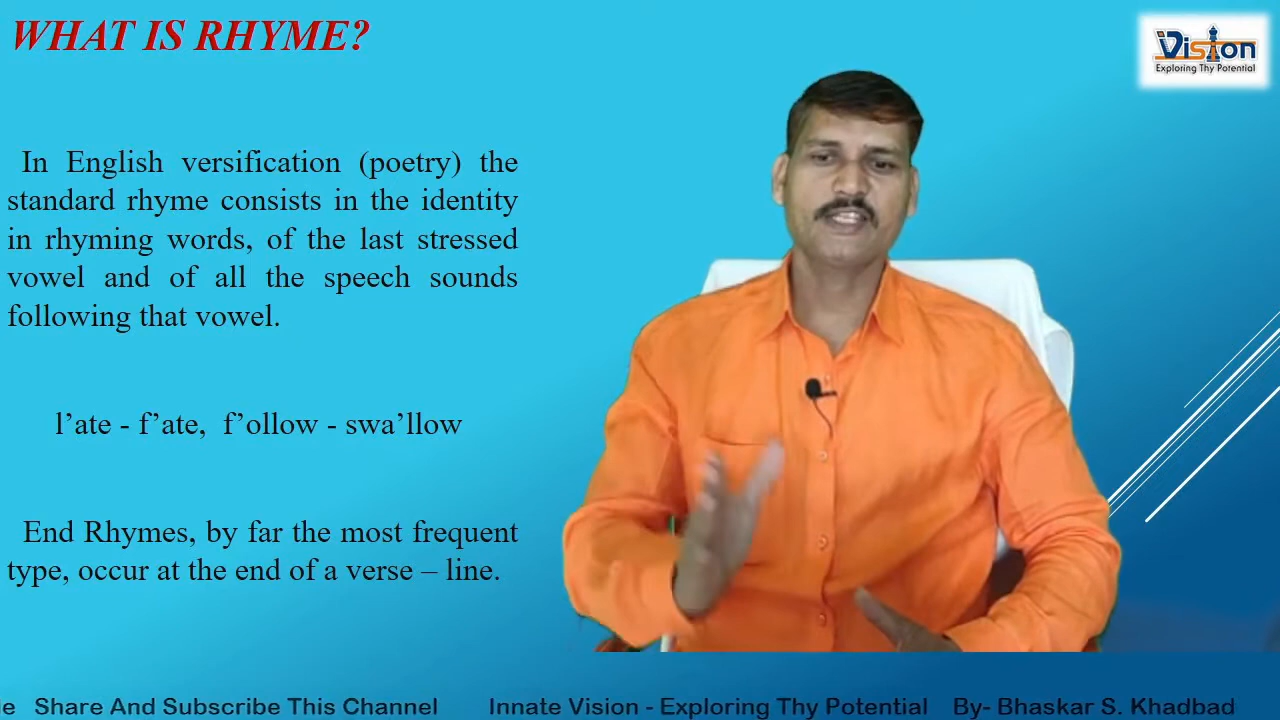 WHAT IS RHYME?
iVision
Exploring Thy Potential
In English versification (poetry) the
standard rhyme consists in the identity
in rhyming words, of the last stressed
vowel and of all the speech sounds
following that vowel.
l’ate - f’ate, f’ollow - swa’llow
End Rhymes, by far the most frequent
type, occur at the end of a verse – line.
Share And Subscribe This Channel Innate Vision - Exploring Thy Potential By- Bhaskar S. Khadbad